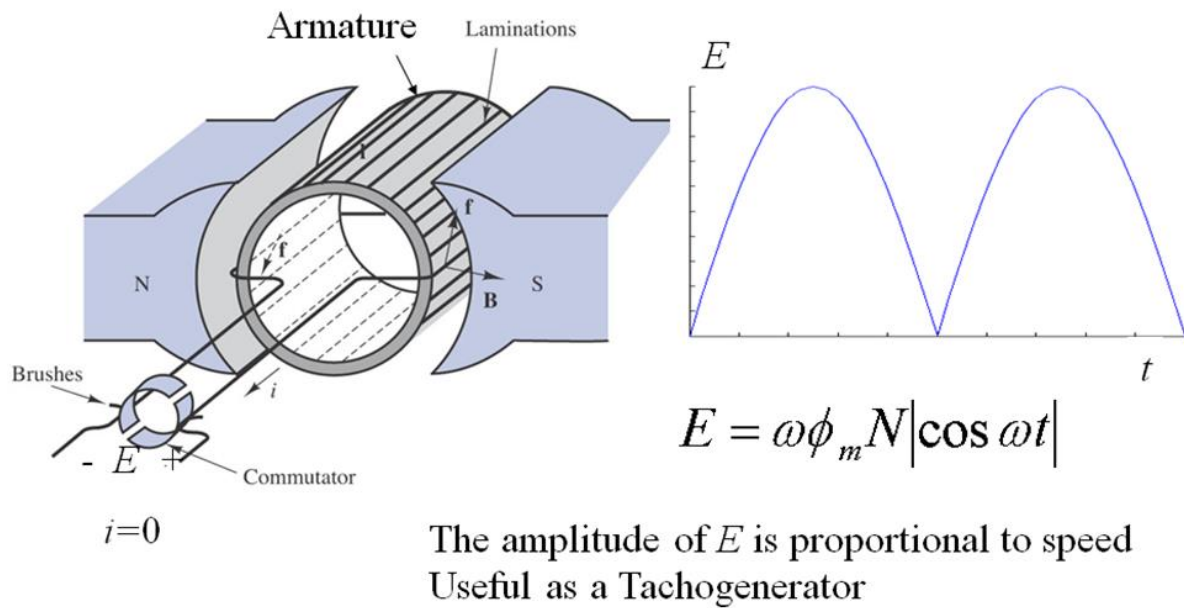 Armature
Laminations
E
l
f
f
N
S
B
Brushes
i
- E +
Commutator
t
E = ωϕₘN|cos ωt|
i=0
The amplitude of E is proportional to speed
Useful as a Tachogenerator